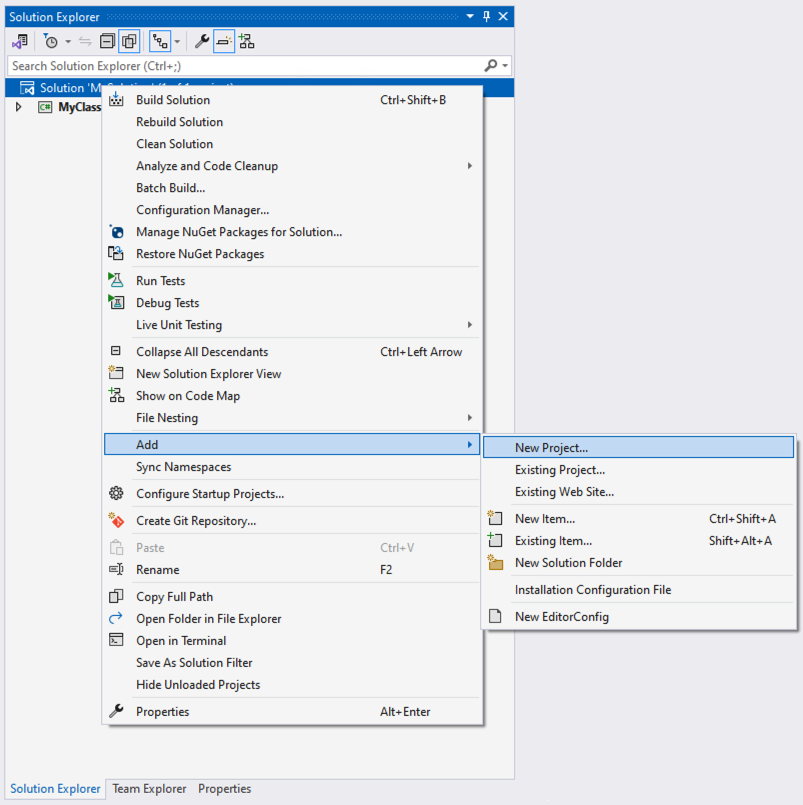 Solution Explorer
Search Solution Explorer (Ctrl+;)
Solution
C# MyClass
Build Solution Ctrl+Shift+B
Rebuild Solution
Clean Solution
Analyze and Code Cleanup
Batch Build...
Configuration Manager...
Manage NuGet Packages for Solution...
Restore NuGet Packages
Run Tests
Debug Tests
Live Unit Testing
Collapse All Descendants Ctrl+Left Arrow
New Solution Explorer View
Show on Code Map
File Nesting
Add
Sync Namespaces
Configure Startup Projects...
Create Git Repository...
Paste Ctrl+V
Rename F2
Copy Full Path
Open Folder in File Explorer
Open in Terminal
Save As Solution Filter
Hide Unloaded Projects
Properties Alt+Enter
New Project...
Existing Project...
Existing Web Site...
New Item... Ctrl+Shift+A
Existing Item... Shift+Alt+A
New Solution Folder
Installation Configuration File
New EditorConfig
Solution Explorer Team Explorer Properties